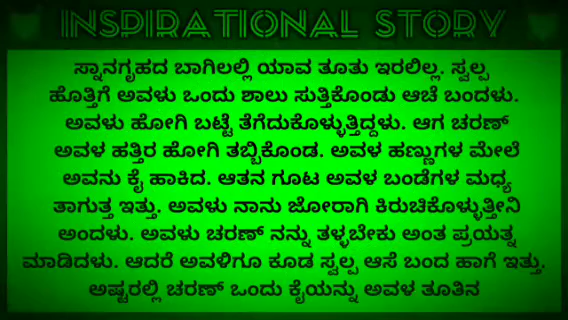 INSPIRATIONAL STORY
ಸ್ನಾನಗೃಹದ ಬಾಗಿಲಲ್ಲಿ ಯಾವ ತೂತು ಇರಲಿಲ್ಲ. ಸ್ವಲ್ಪ
ಹೊತ್ತಿಗೆ ಅವಳು ಒಂದು ಶಾಲು ಸುತ್ತಿಕೊಂಡು ಆಚೆ ಬಂದಳು.
ಅವಳು ಹೋಗಿ ಬಟ್ಟೆ ತೆಗೆದುಕೊಳ್ಳುತ್ತಿದ್ದಳು. ಆಗ ಚರಣ್
ಅವಳ ಹತ್ತಿರ ಹೋಗಿ ತಬ್ಬಿಕೊಂಡ. ಅವಳ ಹಣ್ಣುಗಳ ಮೇಲೆ
ಅವನು ಕೈ ಹಾಕಿದ. ಆತನ ಗೂಟ ಅವಳ ಬಂಡೆಗಳ ಮಧ್ಯ
ತಾಗುತ್ತ ಇತ್ತು. ಅವಳು ನಾನು ಜೋರಾಗಿ ಕಿರುಚಿಕೊಳ್ಳುತ್ತೀನಿ
ಅಂದಳು. ಅವಳು ಚರಣ್ ನನ್ನು ತಳ್ಳಬೇಕು ಅಂತ ಪ್ರಯತ್ನ
ಮಾಡಿದಳು. ಆದರೆ ಅವಳಿಗೂ ಕೂಡ ಸ್ವಲ್ಪ ಆಸೆ ಬಂದ ಹಾಗೆ ಇತ್ತು.
ಅಷ್ಟರಲ್ಲಿ ಚರಣ್ ಒಂದು ಕೈಯನ್ನು ಅವಳ ತೂತಿನ